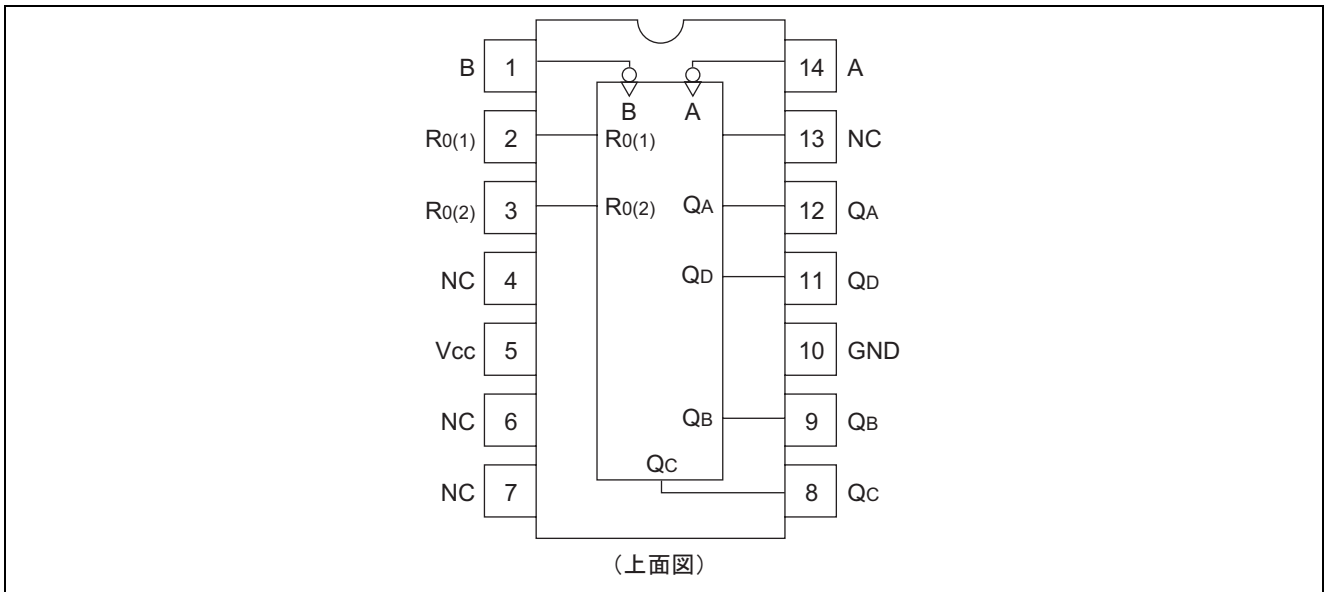 B 1 14 A
B A
R0(1) 2 R0(1) 13 NC
R0(2) 3 R0(2) QA 12 QA
NC 4 QD 11 QD
Vcc 5 10 GND
NC 6 QB 9 QB
QC
NC 7 8 QC
（上面図）